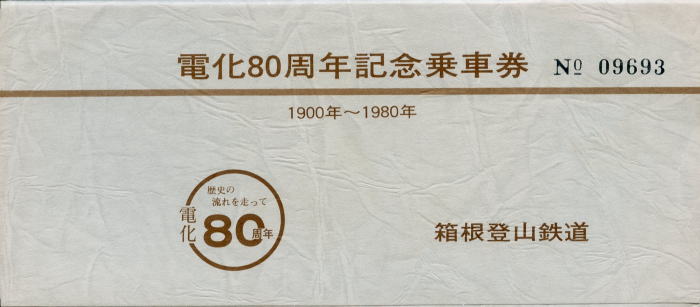 電化80周年記念乗車券 Nº 09693
1900年~1980年
歴史の
流れを走って
電化
80周年
箱根登山鉄道